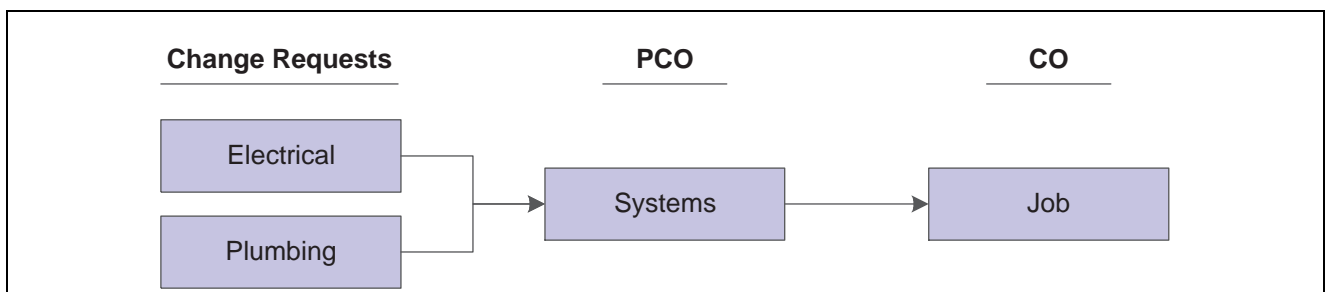 Change Requests
PCO
CO
Electrical
Plumbing
Systems
Job